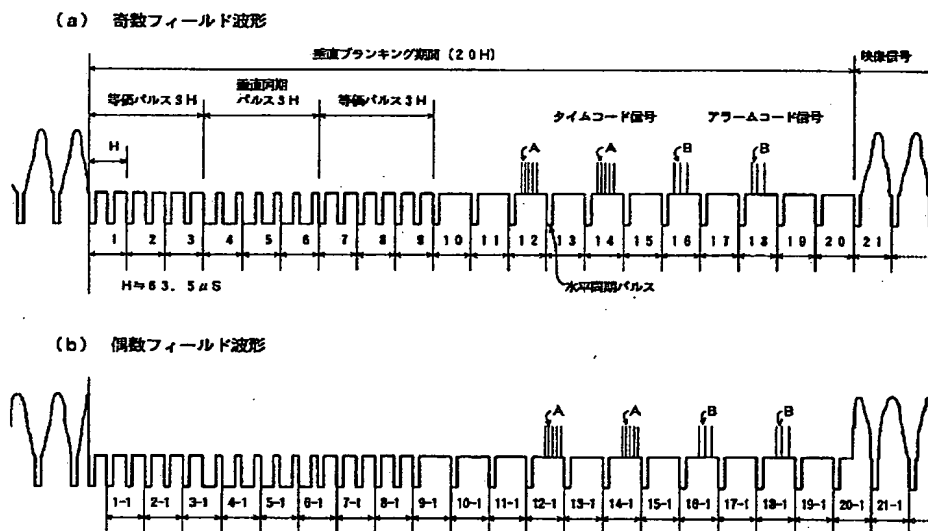 (a) 奇数フィールド波形
垂直ブランキング期間(20H)
映像信号
等価パルス3H
垂直同期
パルス3H
等価パルス3H
タイムコード信号
アラームコード信号
H
A
A
B
B
1 2 3 4 5 6 7 8 9 10 11 12 13 14 15 16 17 18 19 20 21
H≒63.5μS
水平同期パルス
(b) 偶数フィールド波形
A
A
B
B
1-1 2-1 3-1 4-1 5-1 6-1 7-1 8-1 9-1 10-1 11-1 12-1 13-1 14-1 15-1 16-1 17-1 18-1 19-1 20-1 21-1